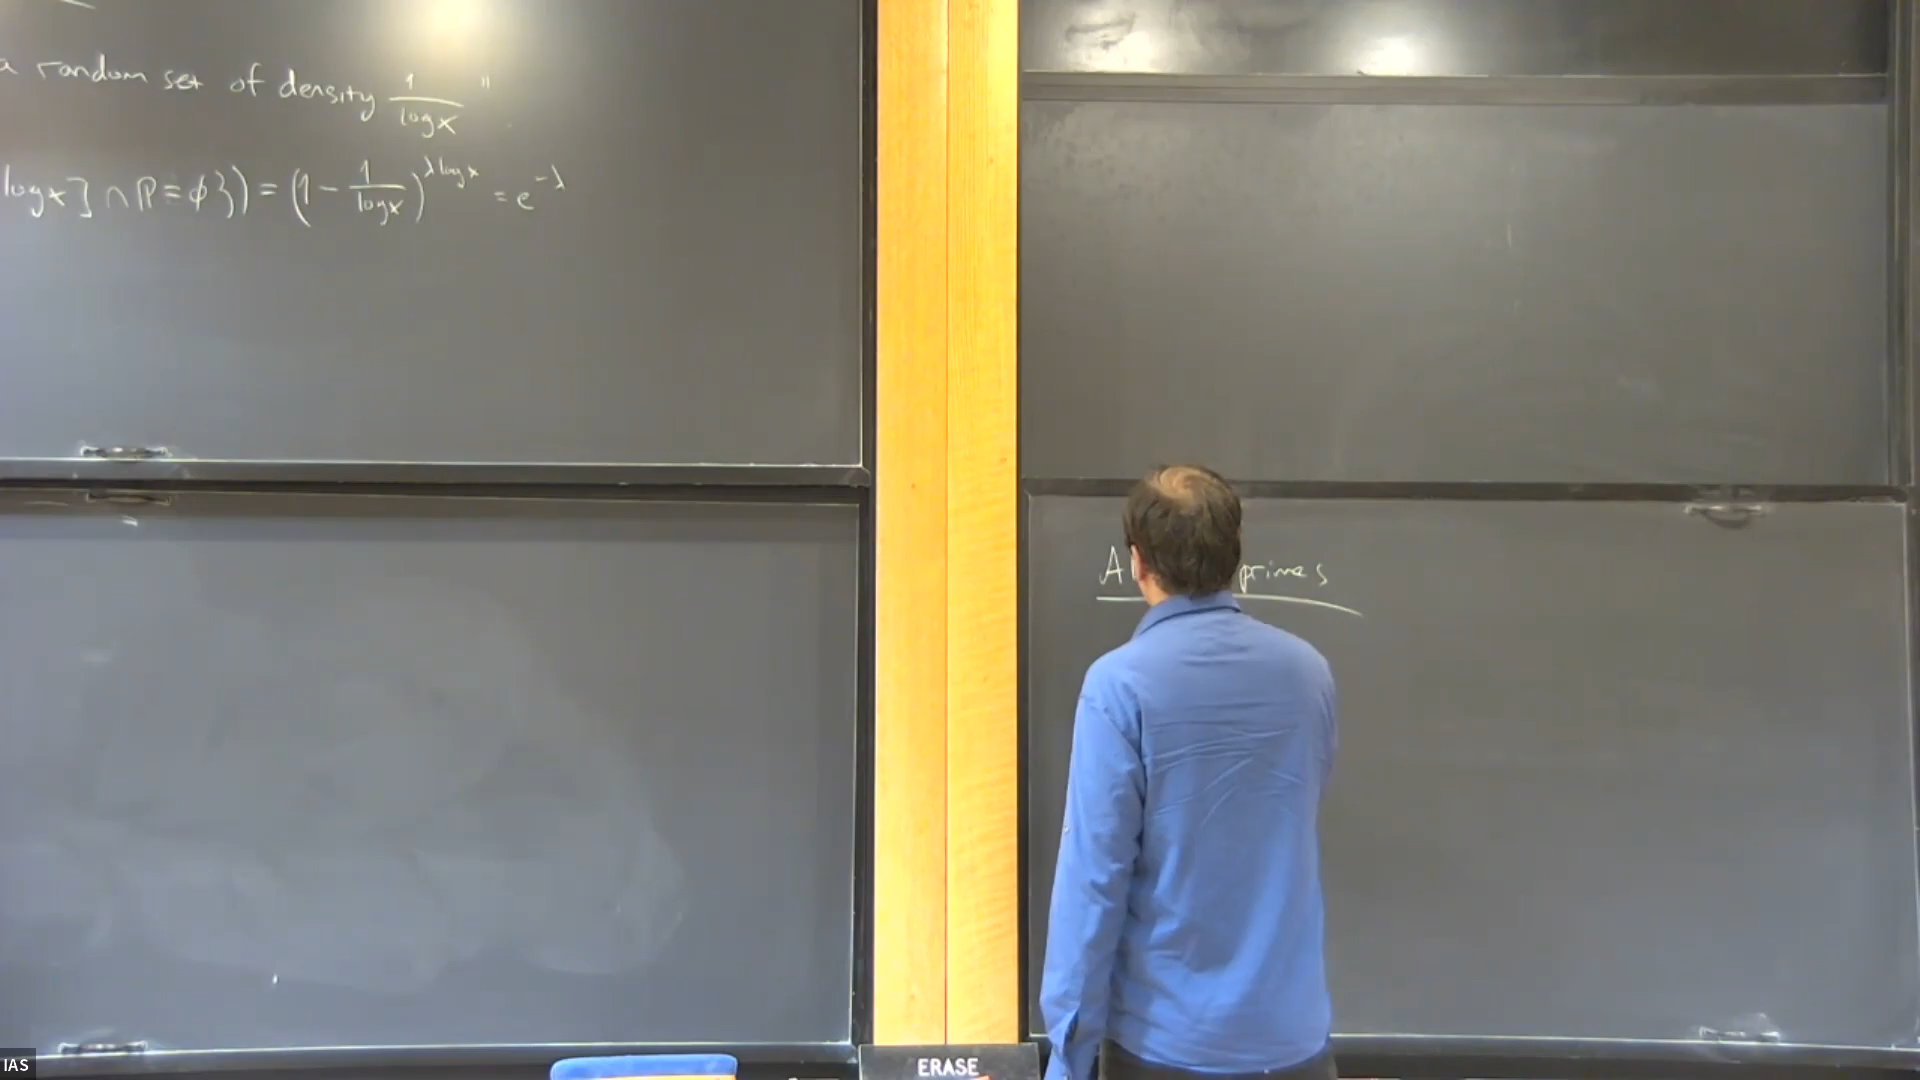 a random set of density 1/log x "
log x] ∩ P = φ}) = (1 - 1/log x)^{λ log x} = e^{-λ}
primes
IAS
ERASE